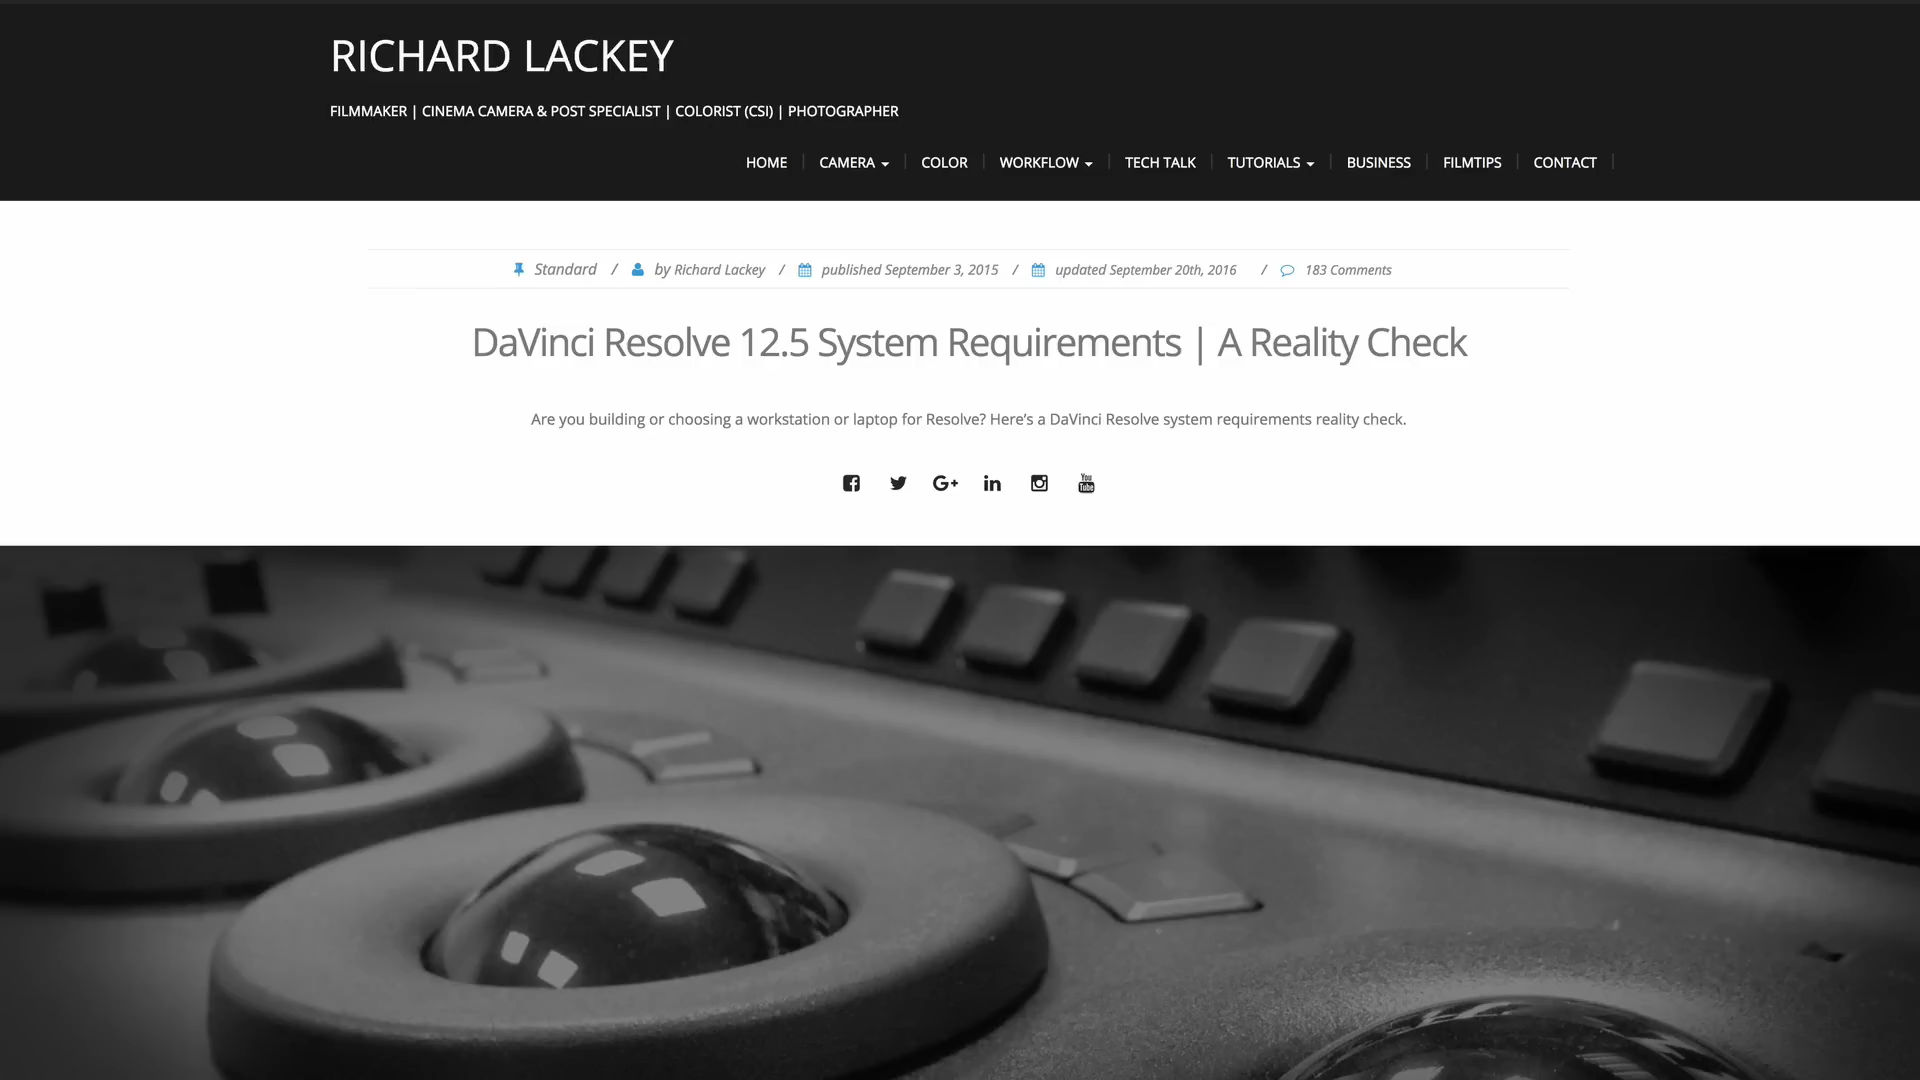 RICHARD LACKEY
FILMMAKER | CINEMA CAMERA & POST SPECIALIST | COLORIST (CSI) | PHOTOGRAPHER
HOME CAMERA COLOR WORKFLOW TECH TALK TUTORIALS BUSINESS FILMTIPS CONTACT
Standard / by Richard Lackey / published September 3, 2015 / updated September 20th, 2016 / 183 Comments
DaVinci Resolve 12.5 System Requirements | A Reality Check
Are you building or choosing a workstation or laptop for Resolve? Here’s a DaVinci Resolve system requirements reality check.
G+ in You Tube